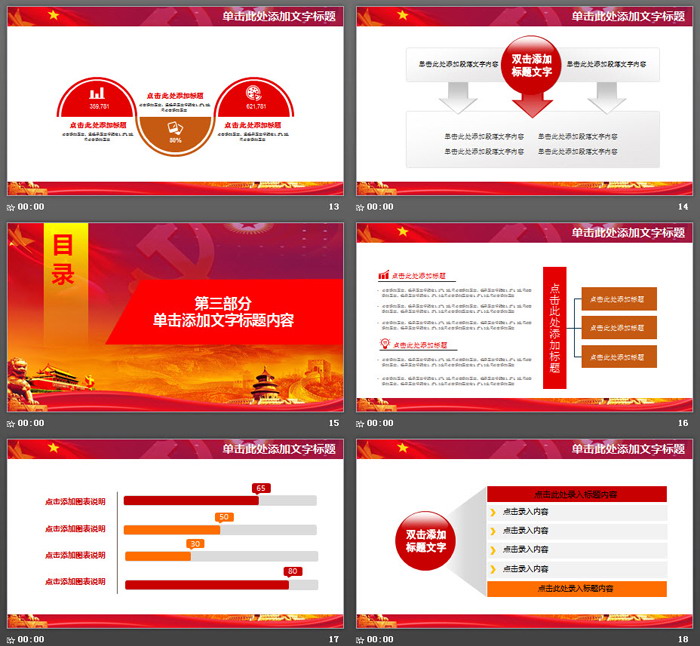 单击此处添加文字标题
359,781
点击此处添加标题
点击此处添加标题
80%
621,781
点击此处添加标题
00:00
13
单击此处添加文字标题
单击此处添加段落文字内容
双击添加
标题文字
单击此处添加段落文字内容
单击此处添加段落文字内容
单击此处添加段落文字内容
单击此处添加段落文字内容
单击此处添加段落文字内容
00:00
14
目
录
第三部分
单击添加文字标题内容
00:00
15
单击此处添加文字标题
点击此处添加标题
点击此处添加标题
点击此处添加标题
点击此处添加标题
点击此处添加标题
点击此处添加标题
00:00
16
单击此处添加文字标题
点击添加图表说明
65
点击添加图表说明
50
点击添加图表说明
30
点击添加图表说明
80
00:00
17
单击此处添加文字标题
双击添加
标题文字
点击此处录入标题内容
点击录入内容
点击录入内容
点击录入内容
点击录入内容
点击此处录入标题内容
00:00
18